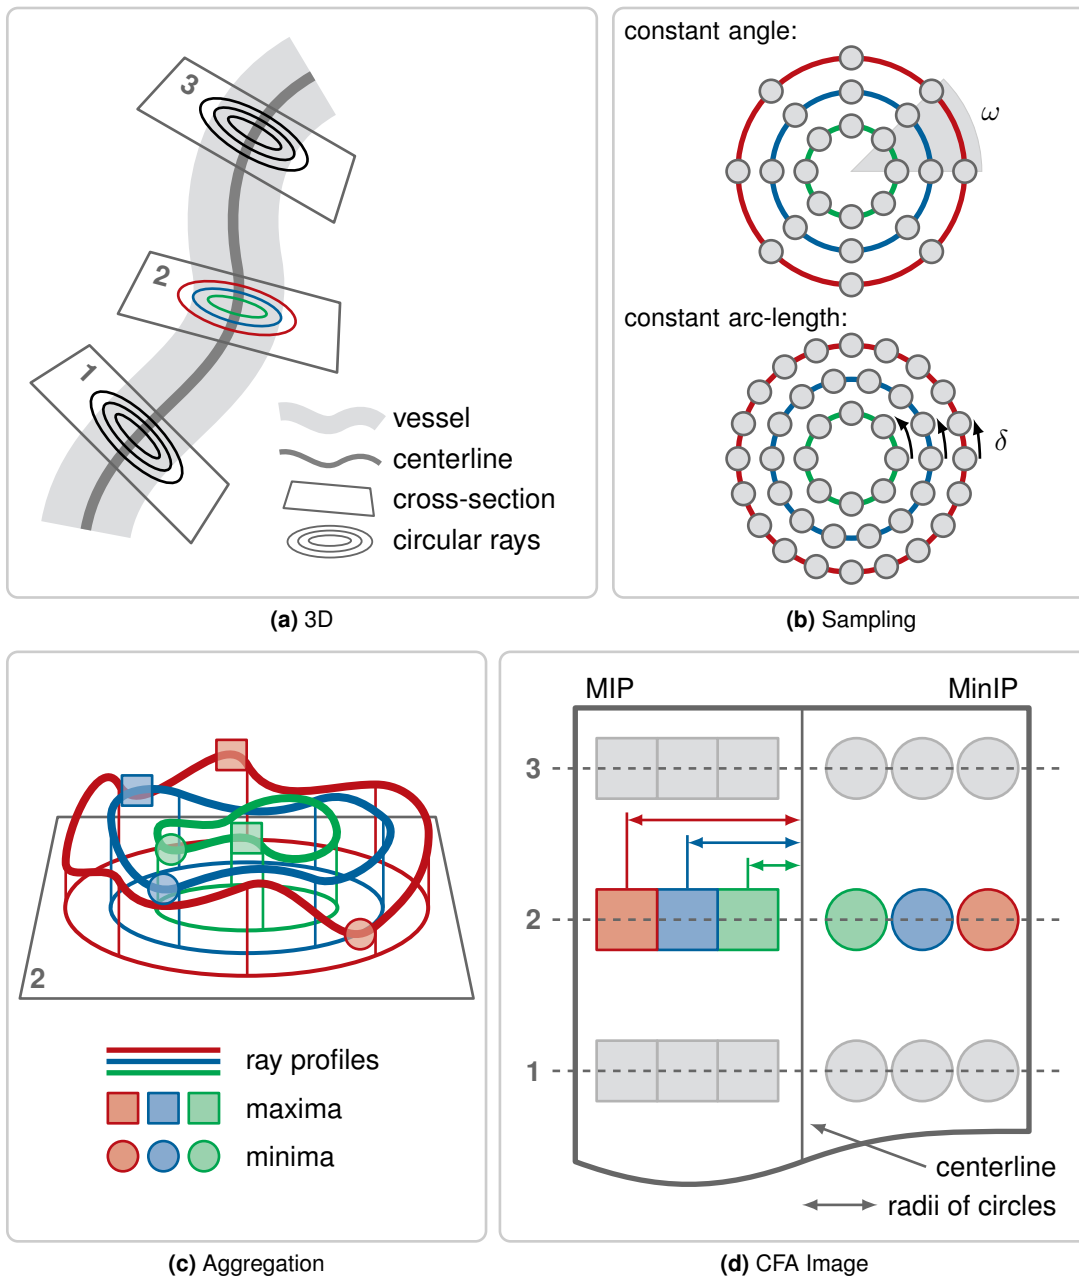 3
2
1
vessel
centerline
cross-section
circular rays
(a) 3D
constant angle:
ω
constant arc-length:
δ
(b) Sampling
2
ray profiles
maxima
minima
(c) Aggregation
MIP MinIP
3
2
1
centerline
radii of circles
(d) CFA Image